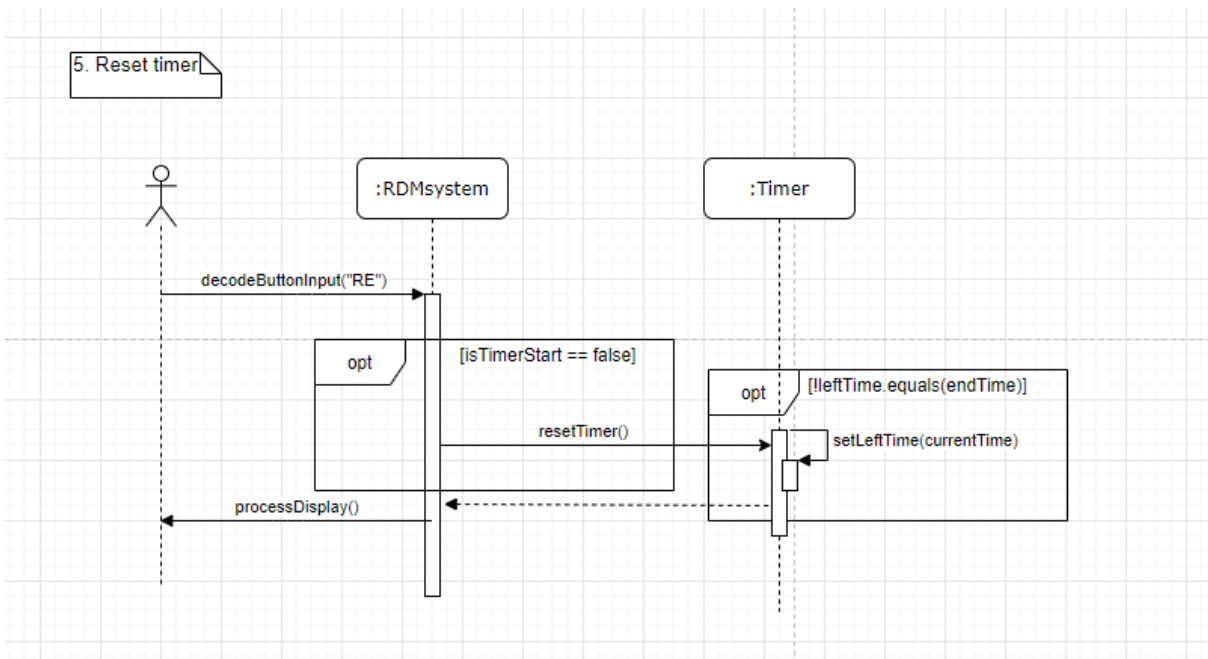 5. Reset timer
:RDMsystem
:Timer
decodeButtonInput("RE")
opt
[isTimerStart == false]
opt
[!leftTime.equals(endTime)]
resetTimer()
setLeftTime(currentTime)
processDisplay()